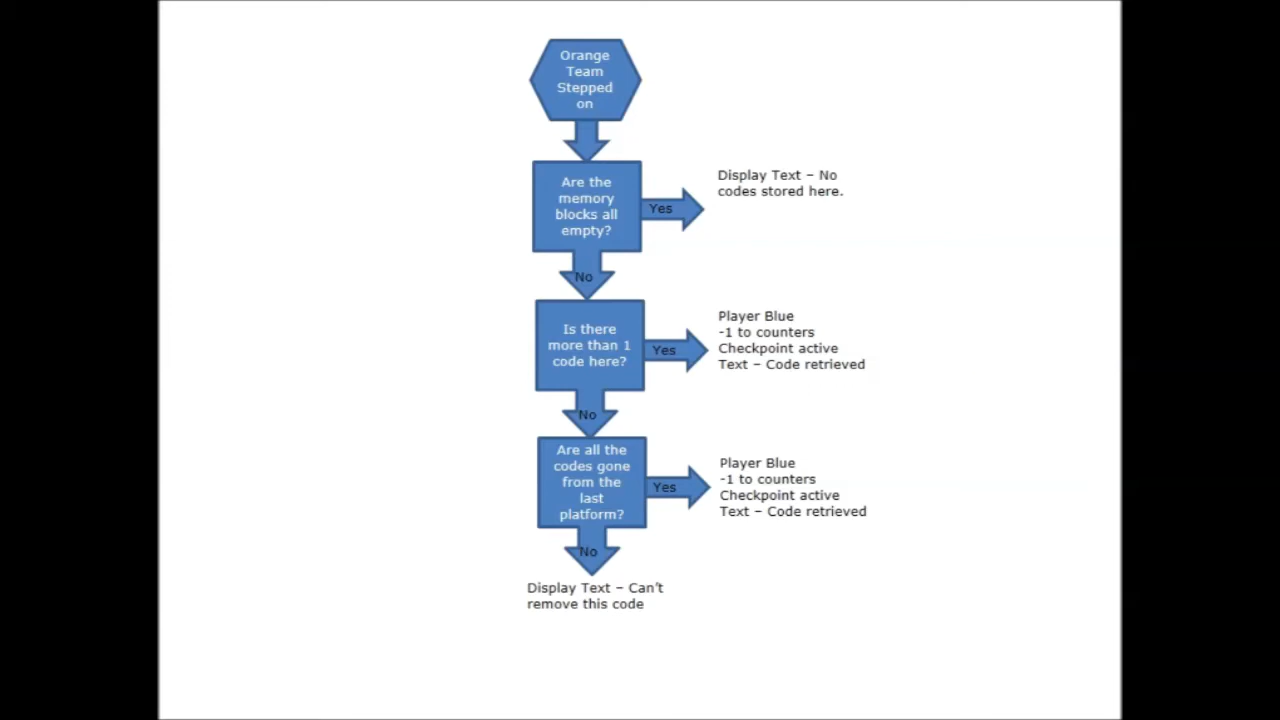 Orange
Team
Stepped
on
Are the
memory
blocks all
empty?
Yes
Display Text – No
codes stored here.
No
Is there
more than 1
code here?
Yes
Player Blue
-1 to counters
Checkpoint active
Text – Code retrieved
No
Are all the
codes gone
from the
last
platform?
Yes
Player Blue
-1 to counters
Checkpoint active
Text – Code retrieved
No
Display Text – Can't
remove this code